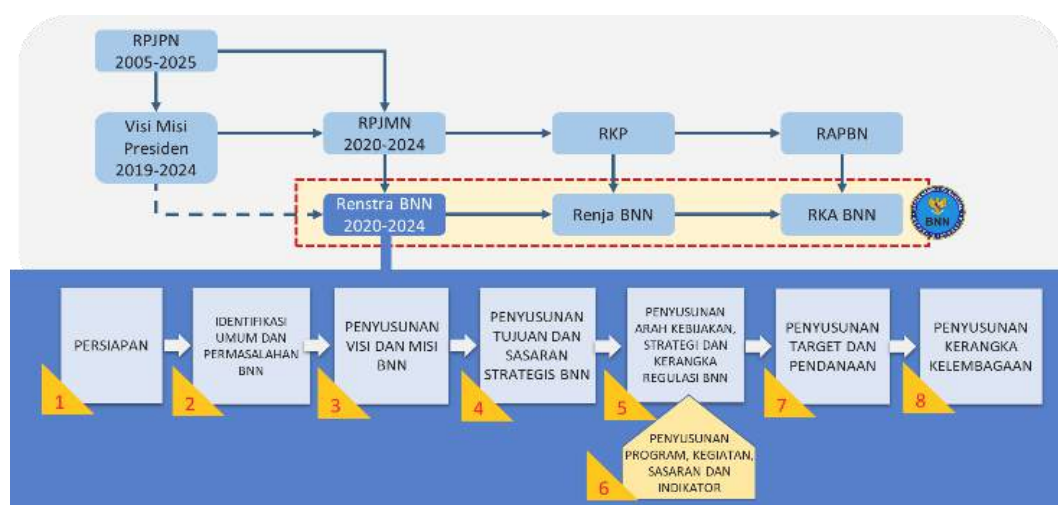 RPJPN
2005-2025
Visi Misi
Presiden
2019-2024
RPJMN
2020-2024
RKP
RAPBN
Renstra BNN
2020-2024
Renja BNN
RKA BNN
BNN
PERSIAPAN
1
IDENTIFIKASI
UMUM DAN
PERMASALAHAN
BNN
2
PENYUSUNAN
VISI DAN MISI
BNN
3
PENYUSUNAN
TUJUAN DAN
SASARAN
STRATEGIS BNN
4
PENYUSUNAN
ARAH KEBIJAKAN,
STRATEGI DAN
KERANGKA
REGULASI BNN
5
PENYUSUNAN
PROGRAM, KEGIATAN,
SASARAN DAN
INDIKATOR
6
PENYUSUNAN
TARGET DAN
PENDANAAN
7
PENYUSUNAN
KERANGKA
KELEMBAGAAN
8